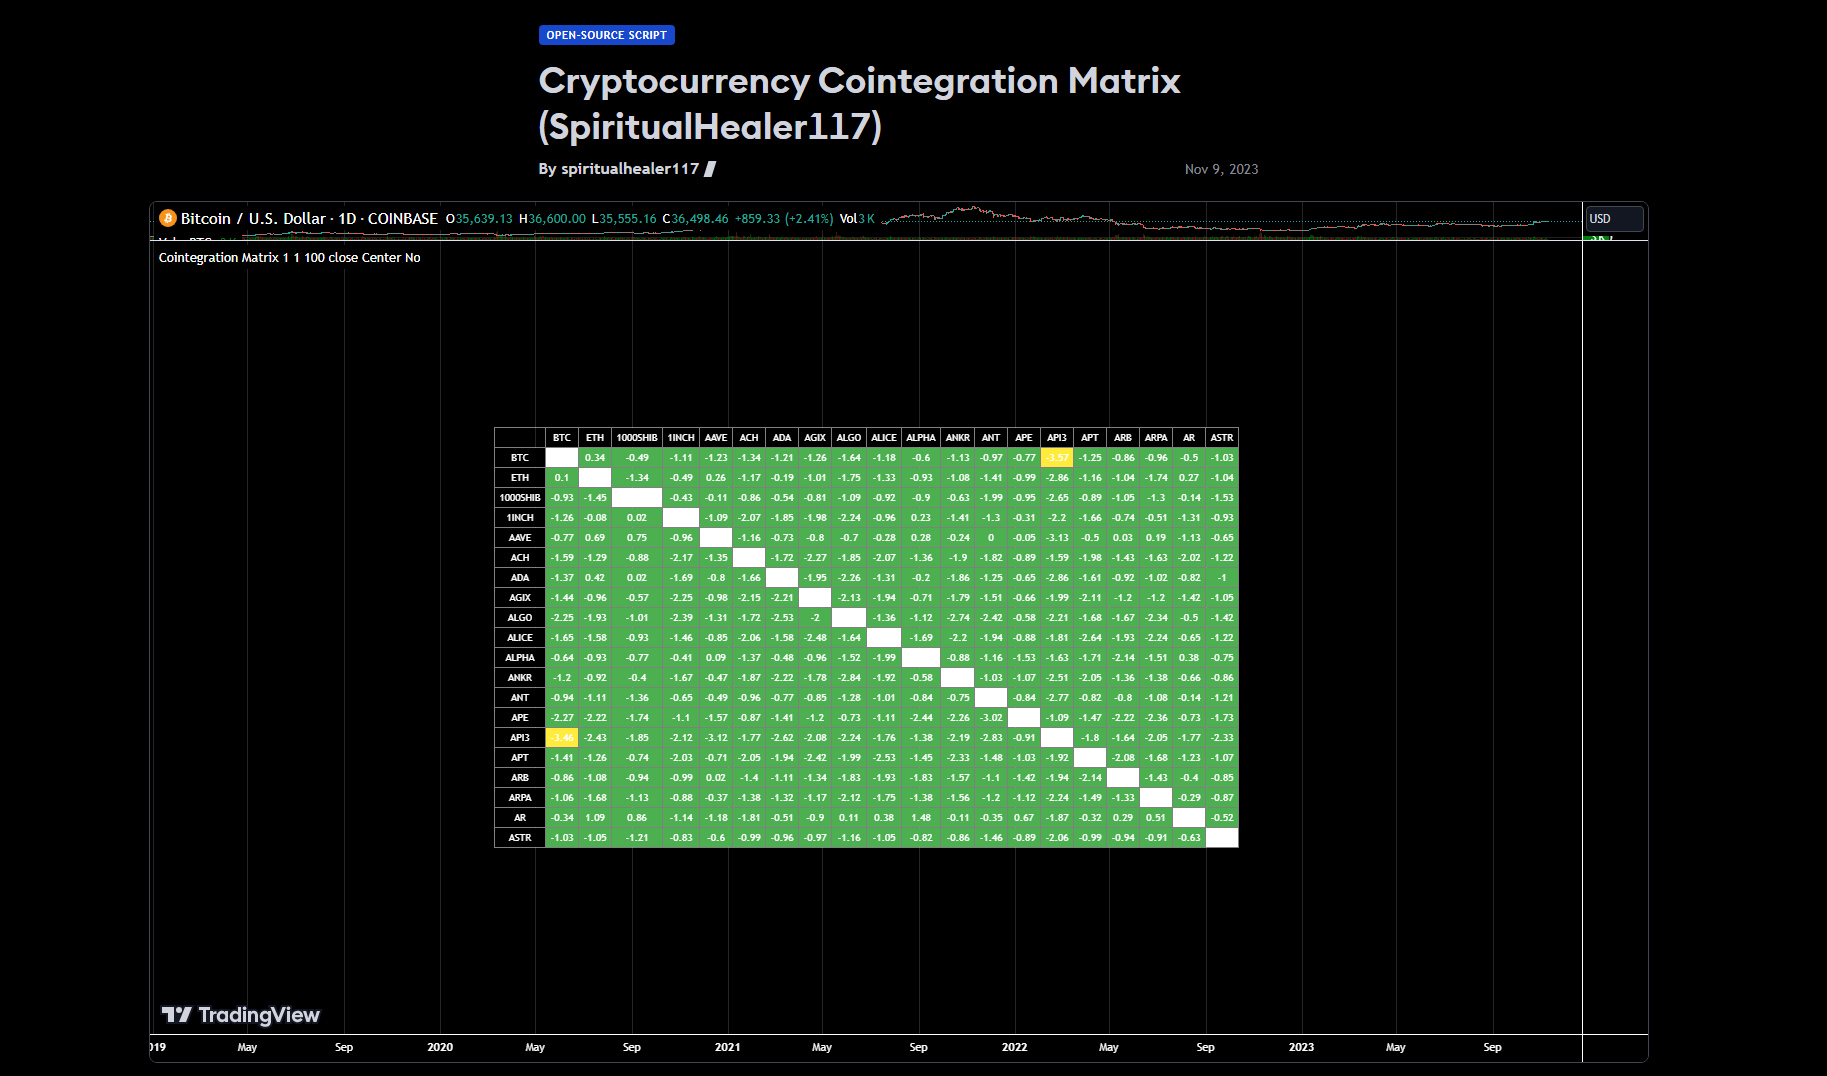 OPEN-SOURCE SCRIPT
Cryptocurrency Cointegration Matrix
(SpiritualHealer117)
By spiritualhealer117
Nov 9, 2023
Bitcoin / U.S. Dollar · 1D · COINBASE O35,639.13 H36,600.00 L35,555.16 C36,498.46 +859.33 (+2.41%) Vol3 K
USD
Cointegration Matrix 1 1 100 close Center No
BTC ETH 1000SHIB 1INCH AAVE ACH ADA AGIX ALGO ALICE ALPHA ANKR ANT APE API3 APT ARB ARPA AR ASTR
BTC 0.34 -0.49 -1.11 -1.23 -1.34 -1.21 -1.26 -1.64 -1.18 -0.6 -1.13 -0.97 -0.77 -3.57 -1.25 -0.86 -0.96 -0.5 -1.03
ETH 0.1 -1.34 -0.49 0.26 -1.17 -0.19 -1.01 -1.75 -1.33 -0.93 -1.08 -1.41 -0.99 -2.86 -1.16 -1.04 -1.74 0.27 -1.04
1000SHIB -0.93 -1.45 -0.43 -0.11 -0.86 -0.54 -0.81 -1.09 -0.92 -0.9 -0.63 -1.99 -0.95 -2.65 -0.89 -1.05 -1.3 -0.14 -1.53
1INCH -1.26 -0.08 0.02 -1.09 -2.07 -1.85 -1.98 -2.24 -0.96 0.23 -1.41 -1.3 -0.31 -2.2 -1.66 -0.74 -0.51 -1.31 -0.93
AAVE -0.77 0.69 0.75 -0.96 -1.16 -0.73 -0.8 -0.7 -0.28 0.28 -0.24 0 -0.05 -3.13 -0.5 0.03 0.19 -1.13 -0.65
ACH -1.59 -1.29 -0.88 -2.17 -1.35 -1.72 -2.27 -1.85 -2.07 -1.36 -1.9 -1.82 -0.89 -1.59 -1.98 -1.43 -1.63 -2.02 -1.22
ADA -1.37 0.42 0.02 -1.69 -0.8 -1.66 -1.95 -2.26 -1.31 -0.2 -1.86 -1.25 -0.65 -2.86 -1.61 -0.92 -1.02 -0.82 -1
AGIX -1.44 -0.96 -0.57 -2.25 -0.98 -2.15 -2.21 -2.13 -1.94 -0.71 -1.79 -1.51 -0.66 -1.99 -2.11 -1.2 -1.2 -1.42 -1.05
ALGO -2.25 -1.93 -1.01 -2.39 -1.31 -1.72 -2.53 -2 -1.36 -1.12 -2.74 -2.42 -0.58 -2.21 -1.68 -1.67 -2.34 -0.5 -1.42
ALICE -1.65 -1.58 -0.93 -1.46 -0.85 -2.06 -1.58 -2.48 -1.64 -1.69 -2.2 -1.94 -0.88 -1.81 -2.64 -1.93 -2.24 -0.65 -1.22
ALPHA -0.64 -0.93 -0.77 -0.41 0.09 -1.37 -0.48 -0.96 -1.52 -1.99 -0.88 -1.16 -1.53 -1.63 -1.71 -2.14 -1.51 0.38 -0.75
ANKR -1.2 -0.92 -0.4 -1.67 -0.47 -1.87 -2.22 -1.78 -2.84 -1.92 -0.58 -1.03 -1.07 -2.51 -2.05 -1.36 -1.38 -0.66 -0.86
ANT -0.94 -1.11 -1.36 -0.65 -0.49 -0.96 -0.77 -0.85 -1.28 -1.01 -0.84 -0.75 -0.84 -2.77 -0.82 -0.8 -1.08 -0.14 -1.21
APE -2.27 -2.22 -1.74 -1.1 -1.57 -0.87 -1.41 -1.2 -0.73 -1.11 -2.44 -2.26 -3.02 -1.09 -1.47 -2.22 -2.36 -0.73 -1.73
API3 -3.46 -2.43 -1.85 -2.12 -3.12 -1.77 -2.62 -2.08 -2.24 -1.76 -1.38 -2.19 -2.83 -0.91 -1.8 -1.64 -2.05 -1.77 -2.33
APT -1.41 -1.26 -0.74 -2.03 -0.71 -2.05 -1.94 -2.42 -1.99 -2.53 -1.45 -2.33 -1.48 -1.03 -1.92 -2.08 -1.68 -1.23 -1.07
ARB -0.86 -1.08 -0.94 -0.99 0.02 -1.4 -1.11 -1.34 -1.83 -1.93 -1.83 -1.57 -1.1 -1.42 -1.94 -2.14 -1.43 -0.4 -0.85
ARPA -1.06 -1.68 -1.13 -0.88 -0.37 -1.38 -1.32 -1.17 -2.12 -1.75 -1.38 -1.56 -1.2 -1.12 -2.24 -1.49 -1.33 -0.29 -0.87
AR -0.34 1.09 0.86 -1.14 -1.18 -1.81 -0.51 -0.9 0.11 0.38 1.48 -0.11 -0.35 0.67 -1.87 -0.32 0.29 0.51 -0.52
ASTR -1.03 -1.05 -1.21 -0.83 -0.6 -0.99 -0.96 -0.97 -1.16 -1.05 -0.82 -0.86 -1.46 -0.89 -2.06 -0.99 -0.94 -0.91 -0.63
TradingView
May Sep 2020 May Sep 2021 May Sep 2022 May Sep 2023 May Sep